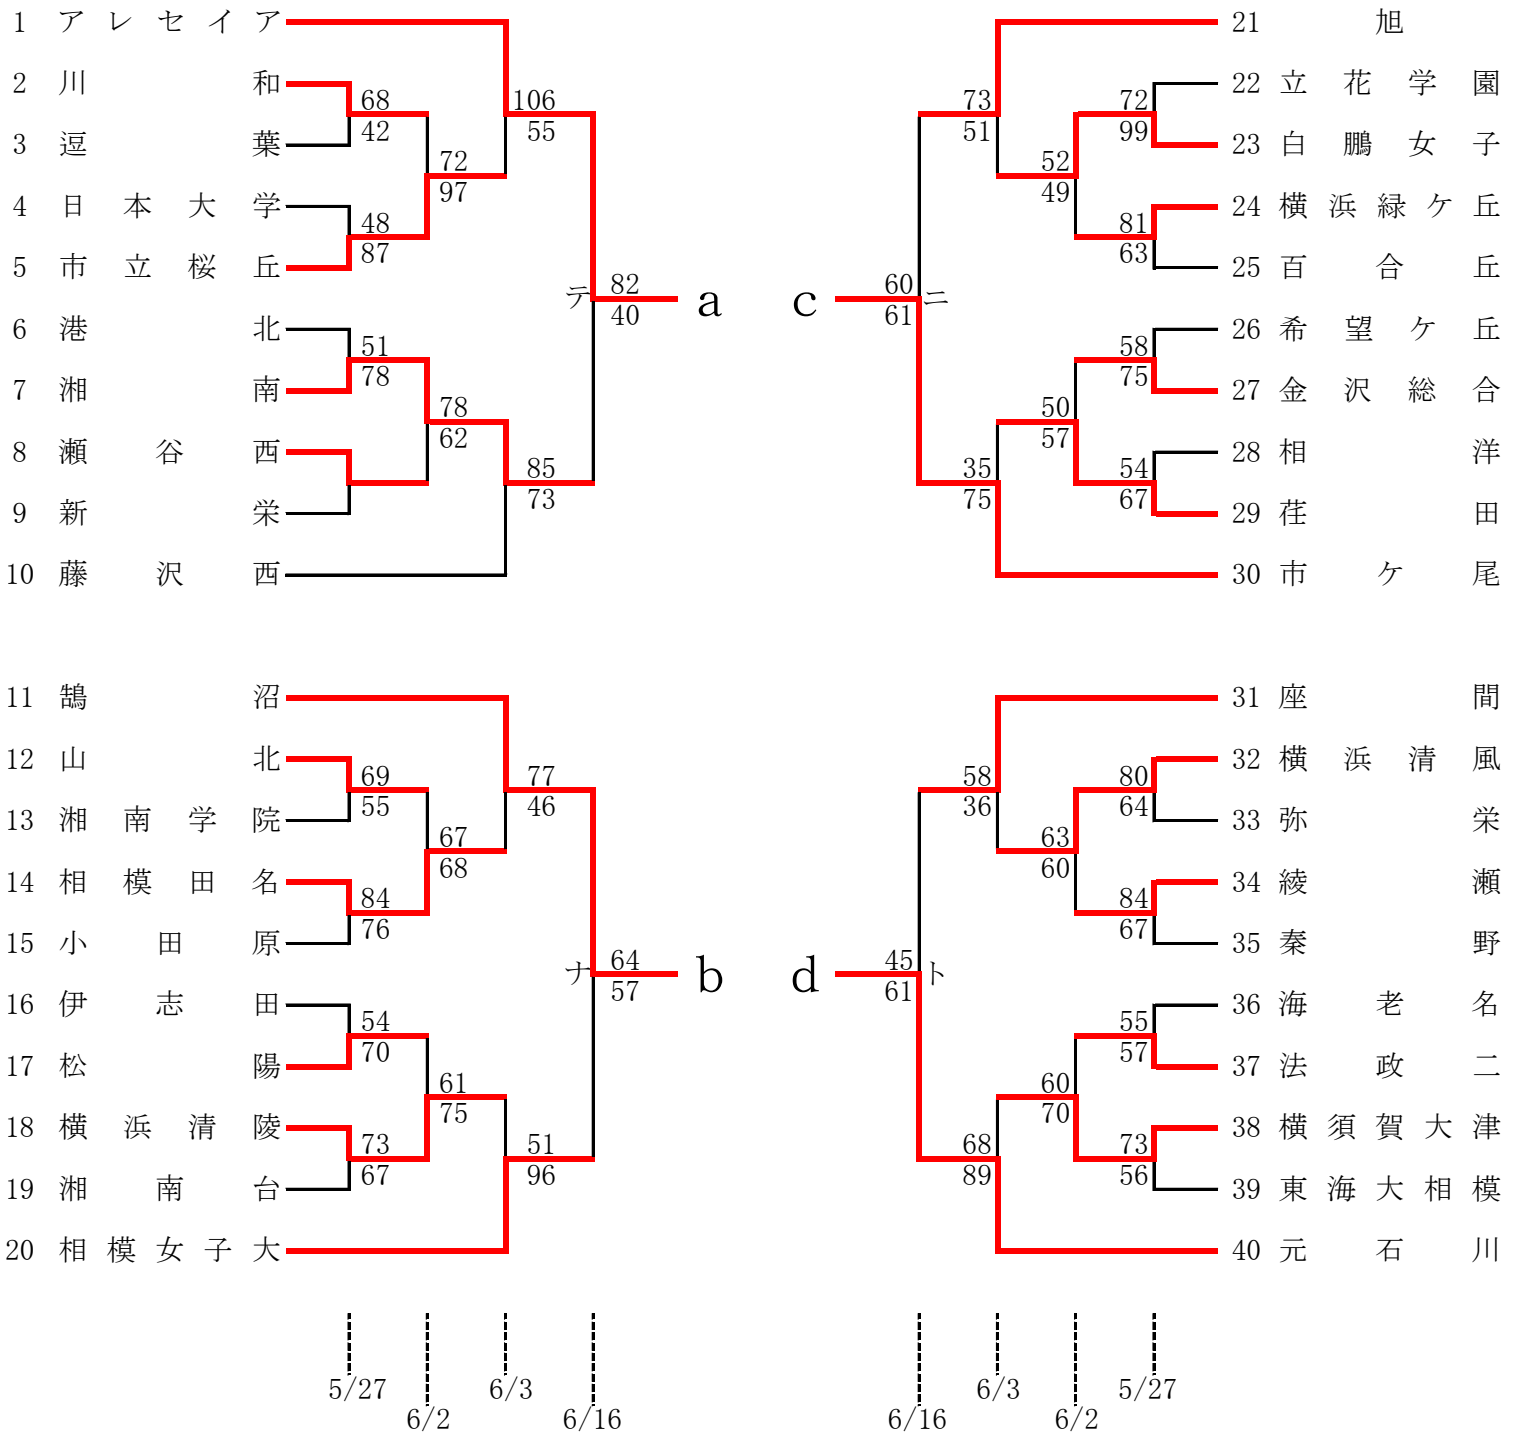 1 アレセイア
2 川和
3 逗葉
4 日本大学
5 市立桜丘
6 港北
7 湘南
8 瀬谷西
9 新栄
10 藤沢西
68
42
48
87
51
78
72
97
78
62
106
55
85
73
テ
82
40
a
11 鵠沼
12 山北
13 湘南学院
14 相模田名
15 小田原
16 伊志田
17 松陽
18 横浜清陵
19 湘南台
20 相模女子大
69
55
84
76
54
70
73
67
67
68
61
75
77
46
51
96
ナ
64
57
b
21 旭
22 立花学園
23 白鵬女子
24 横浜緑ケ丘
25 百合丘
26 希望ケ丘
27 金沢総合
28 相洋
29 荏田
30 市ケ尾
72
99
81
63
58
75
54
67
52
49
50
57
73
51
35
75
c
60
61
ニ
31 座間
32 横浜清風
33 弥栄
34 綾瀬
35 秦野
36 海老名
37 法政二
38 横須賀大津
39 東海大相模
40 元石川
80
64
84
67
55
57
73
56
63
60
60
70
58
36
68
89
d
45
61
ト
5/27
6/2
6/3
6/16
6/16
6/3
6/2
5/27